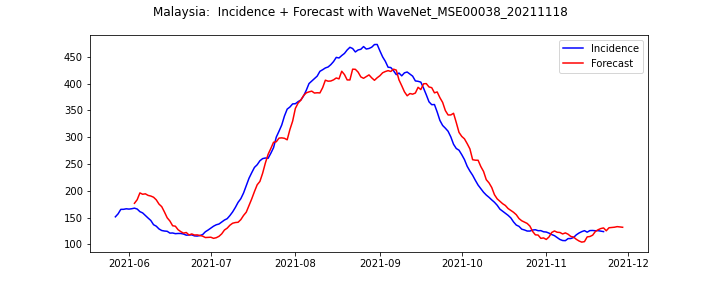 Malaysia:  Incidence + Forecast with WaveNet_MSE00038_20211118
Incidence
Forecast
450
400
350
300
250
200
150
100
2021-06 2021-07 2021-08 2021-09 2021-10 2021-11 2021-12